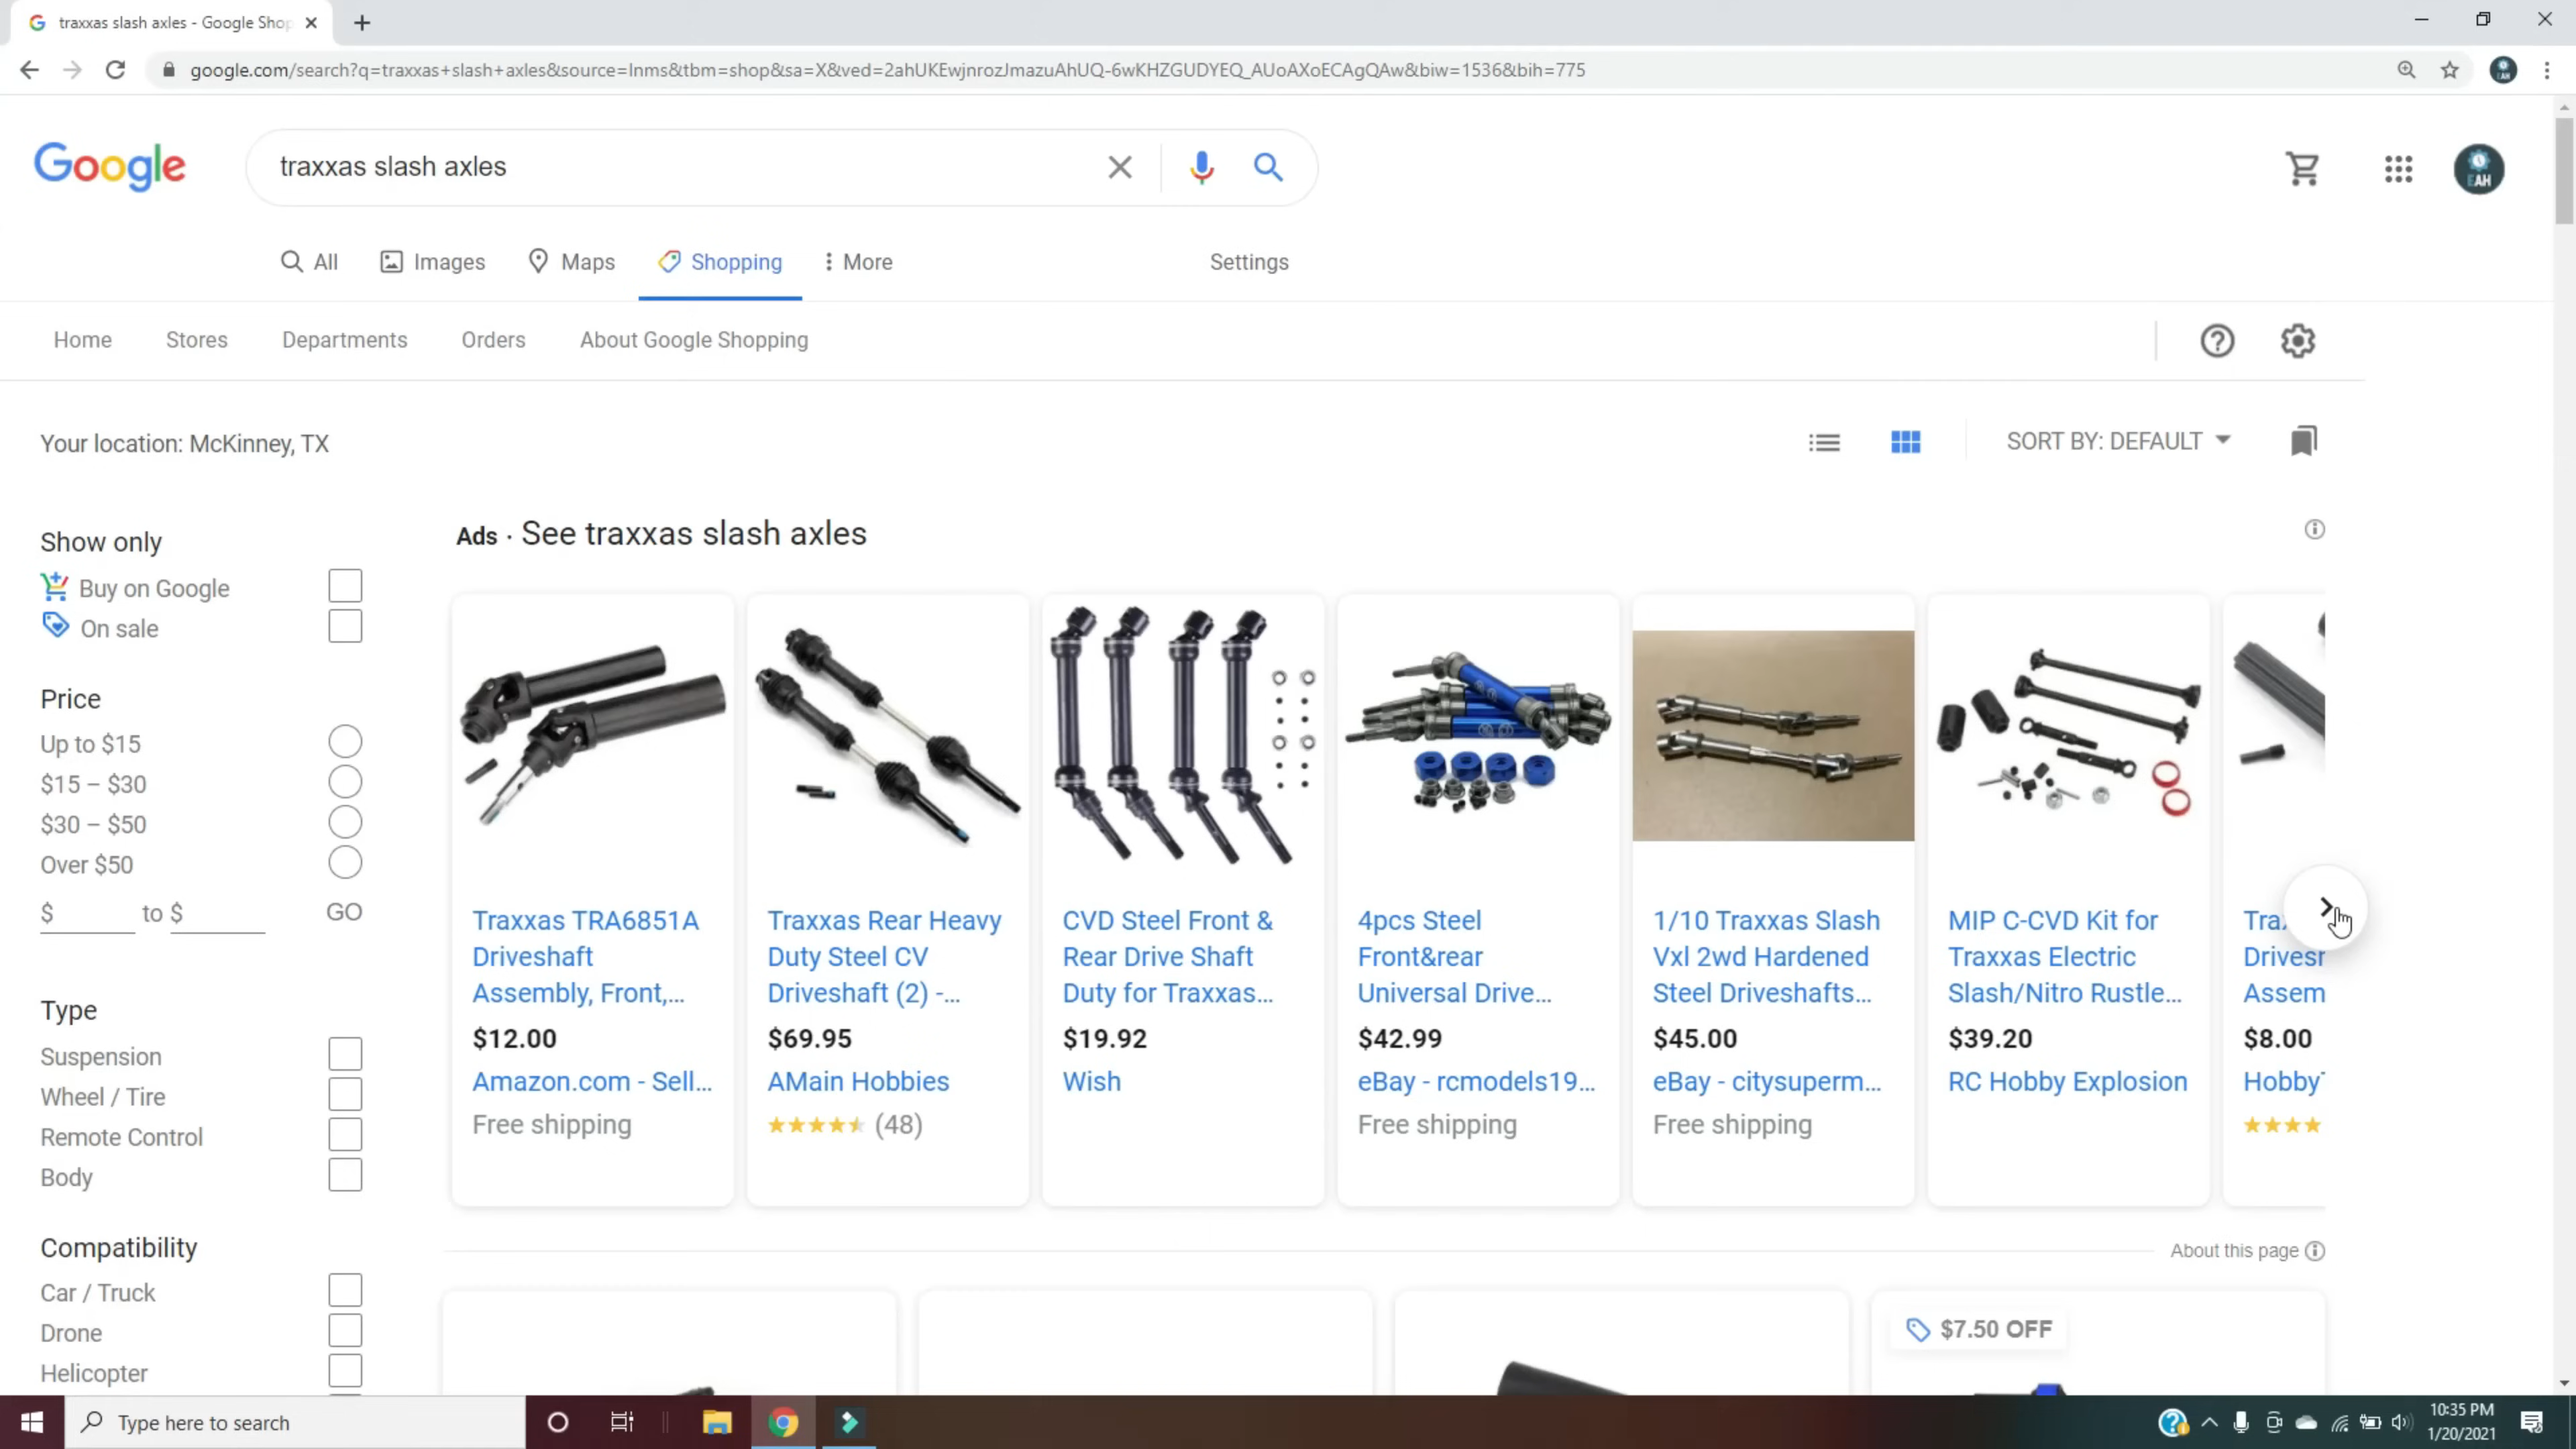 traxxas slash axles - Google Shop
google.com/search?q=traxxas+slash+axles&source=lnms&tbm=shop&sa=X&ved=2ahUKEwjnrozJmazuAhUQ-6wKHZGUDYEQ_AUoAXoECAgQAw&biw=1536&bih=775
Google
traxxas slash axles
EAH
All
Images
Maps
Shopping
More
Settings
Home
Stores
Departments
Orders
About Google Shopping
Your location: McKinney, TX
SORT BY: DEFAULT
Show only
Buy on Google
On sale
Price
Up to $15
$15 – $30
$30 – $50
Over $50
$ to $ GO
Type
Suspension
Wheel / Tire
Remote Control
Body
Compatibility
Car / Truck
Drone
Helicopter
Ads · See traxxas slash axles
Traxxas TRA6851A
Driveshaft
Assembly, Front,...
$12.00
Amazon.com - Sell...
Free shipping
Traxxas Rear Heavy
Duty Steel CV
Driveshaft (2) -...
$69.95
AMain Hobbies
(48)
CVD Steel Front &
Rear Drive Shaft
Duty for Traxxas...
$19.92
Wish
4pcs Steel
Front&rear
Universal Drive...
$42.99
eBay - rcmodels19...
Free shipping
1/10 Traxxas Slash
Vxl 2wd Hardened
Steel Driveshafts...
$45.00
eBay - citysuperm...
Free shipping
MIP C-CVD Kit for
Traxxas Electric
Slash/Nitro Rustle...
$39.20
RC Hobby Explosion
Assem
$8.00
Hobby
About this page
$7.50 OFF
Type here to search
10:35 PM
1/20/2021